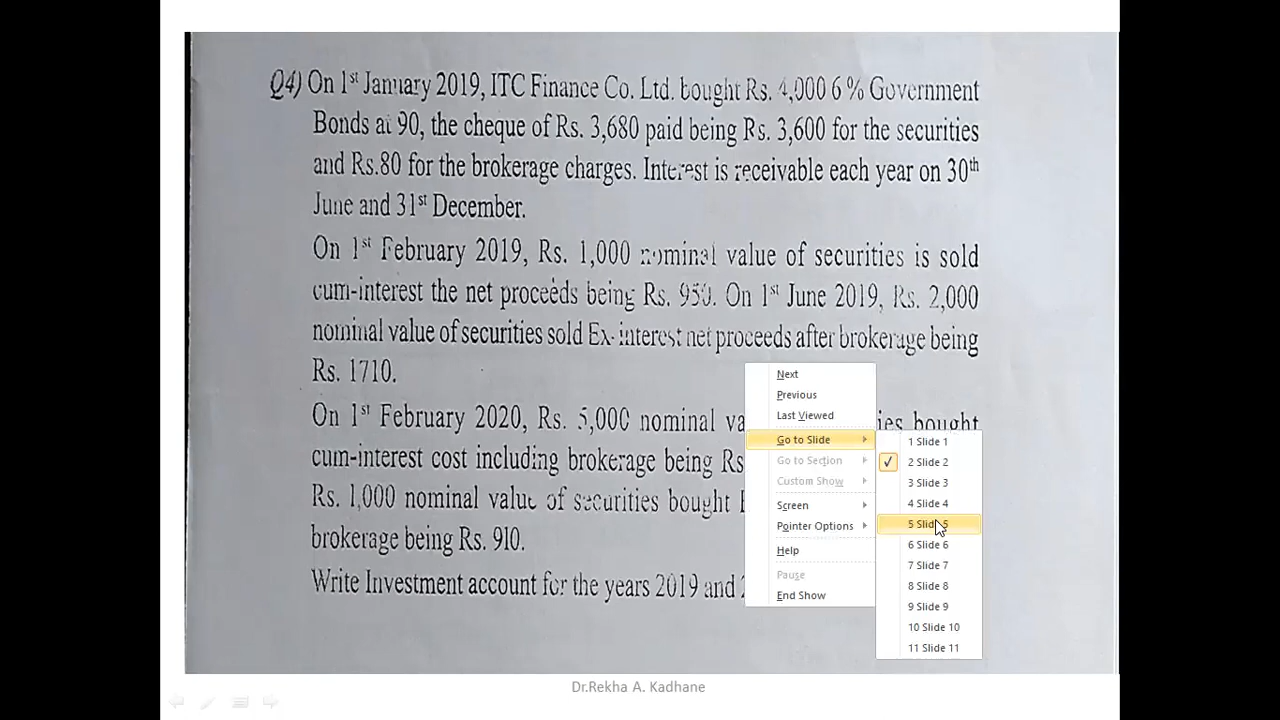 Q4) On 1st January 2019, ITC Finance Co. Ltd. bought Rs. 4,000 6 % Government
Bonds at 90, the cheque of Rs. 3,680 paid being Rs. 3,600 for the securities
and Rs.80 for the brokerage charges. Interest is receivable each year on 30th
June and 31st December.
On 1st February 2019, Rs. 1,000 nominal value of securities is sold
cum-interest the net proceeds being Rs. 950. On 1st June 2019, Rs. 2,000
nominal value of securities sold Ex-interest net proceeds after brokerage being
Rs. 1710.
On 1st February 2020, Rs. 5,000 nominal
bought
cum-interest cost including brokerage being Rs
Rs. 1,000 nominal value of securities bought
brokerage being Rs. 910.
Write Investment account for the years 2019 and
Next
Previous
Last Viewed
Go to Slide
Go to Section
Custom Show
Screen
Pointer Options
Help
Pause
End Show
1 Slide 1
2 Slide 2
3 Slide 3
4 Slide 4
5 Slide 5
6 Slide 6
7 Slide 7
8 Slide 8
9 Slide 9
10 Slide 10
11 Slide 11
Dr.Rekha A. Kadhane